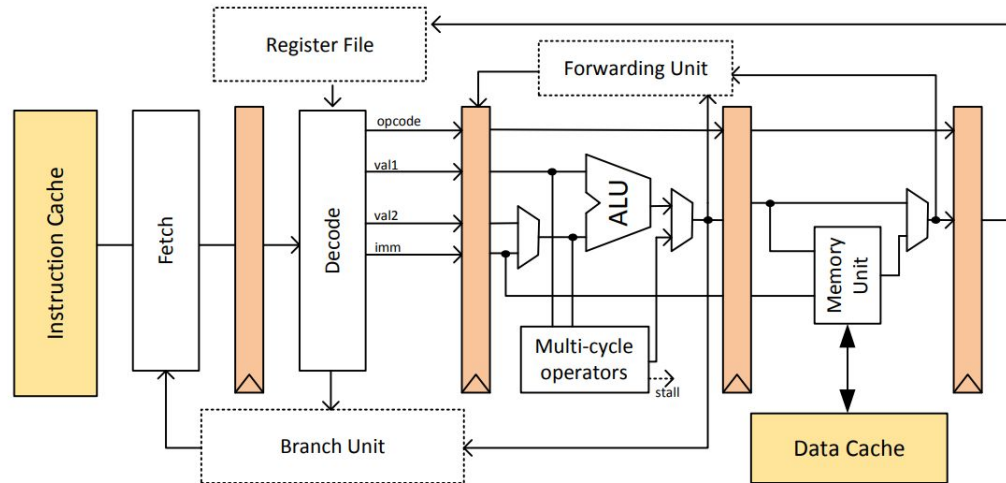 Register File
Forwarding Unit
Instruction Cache
Fetch
Decode
opcode
val1
val2
imm
ALU
Memory
Unit
Multi-cycle
operators
stall
Branch Unit
Data Cache